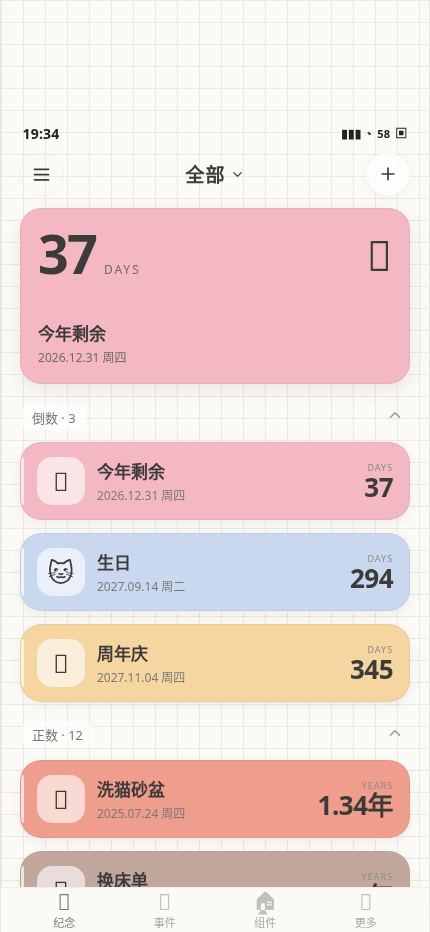 19:34
58
全部
37 DAYS
今年剩余
2026.12.31 周四
倒数 · 3
今年剩余
2026.12.31 周四
DAYS
37
生日
2027.09.14 周二
DAYS
294
周年庆
2027.11.04 周四
DAYS
345
正数 · 12
洗猫砂盆
2025.07.24 周四
YEARS
1.34年
换床单
YEARS
纪念
事件
组件
更多